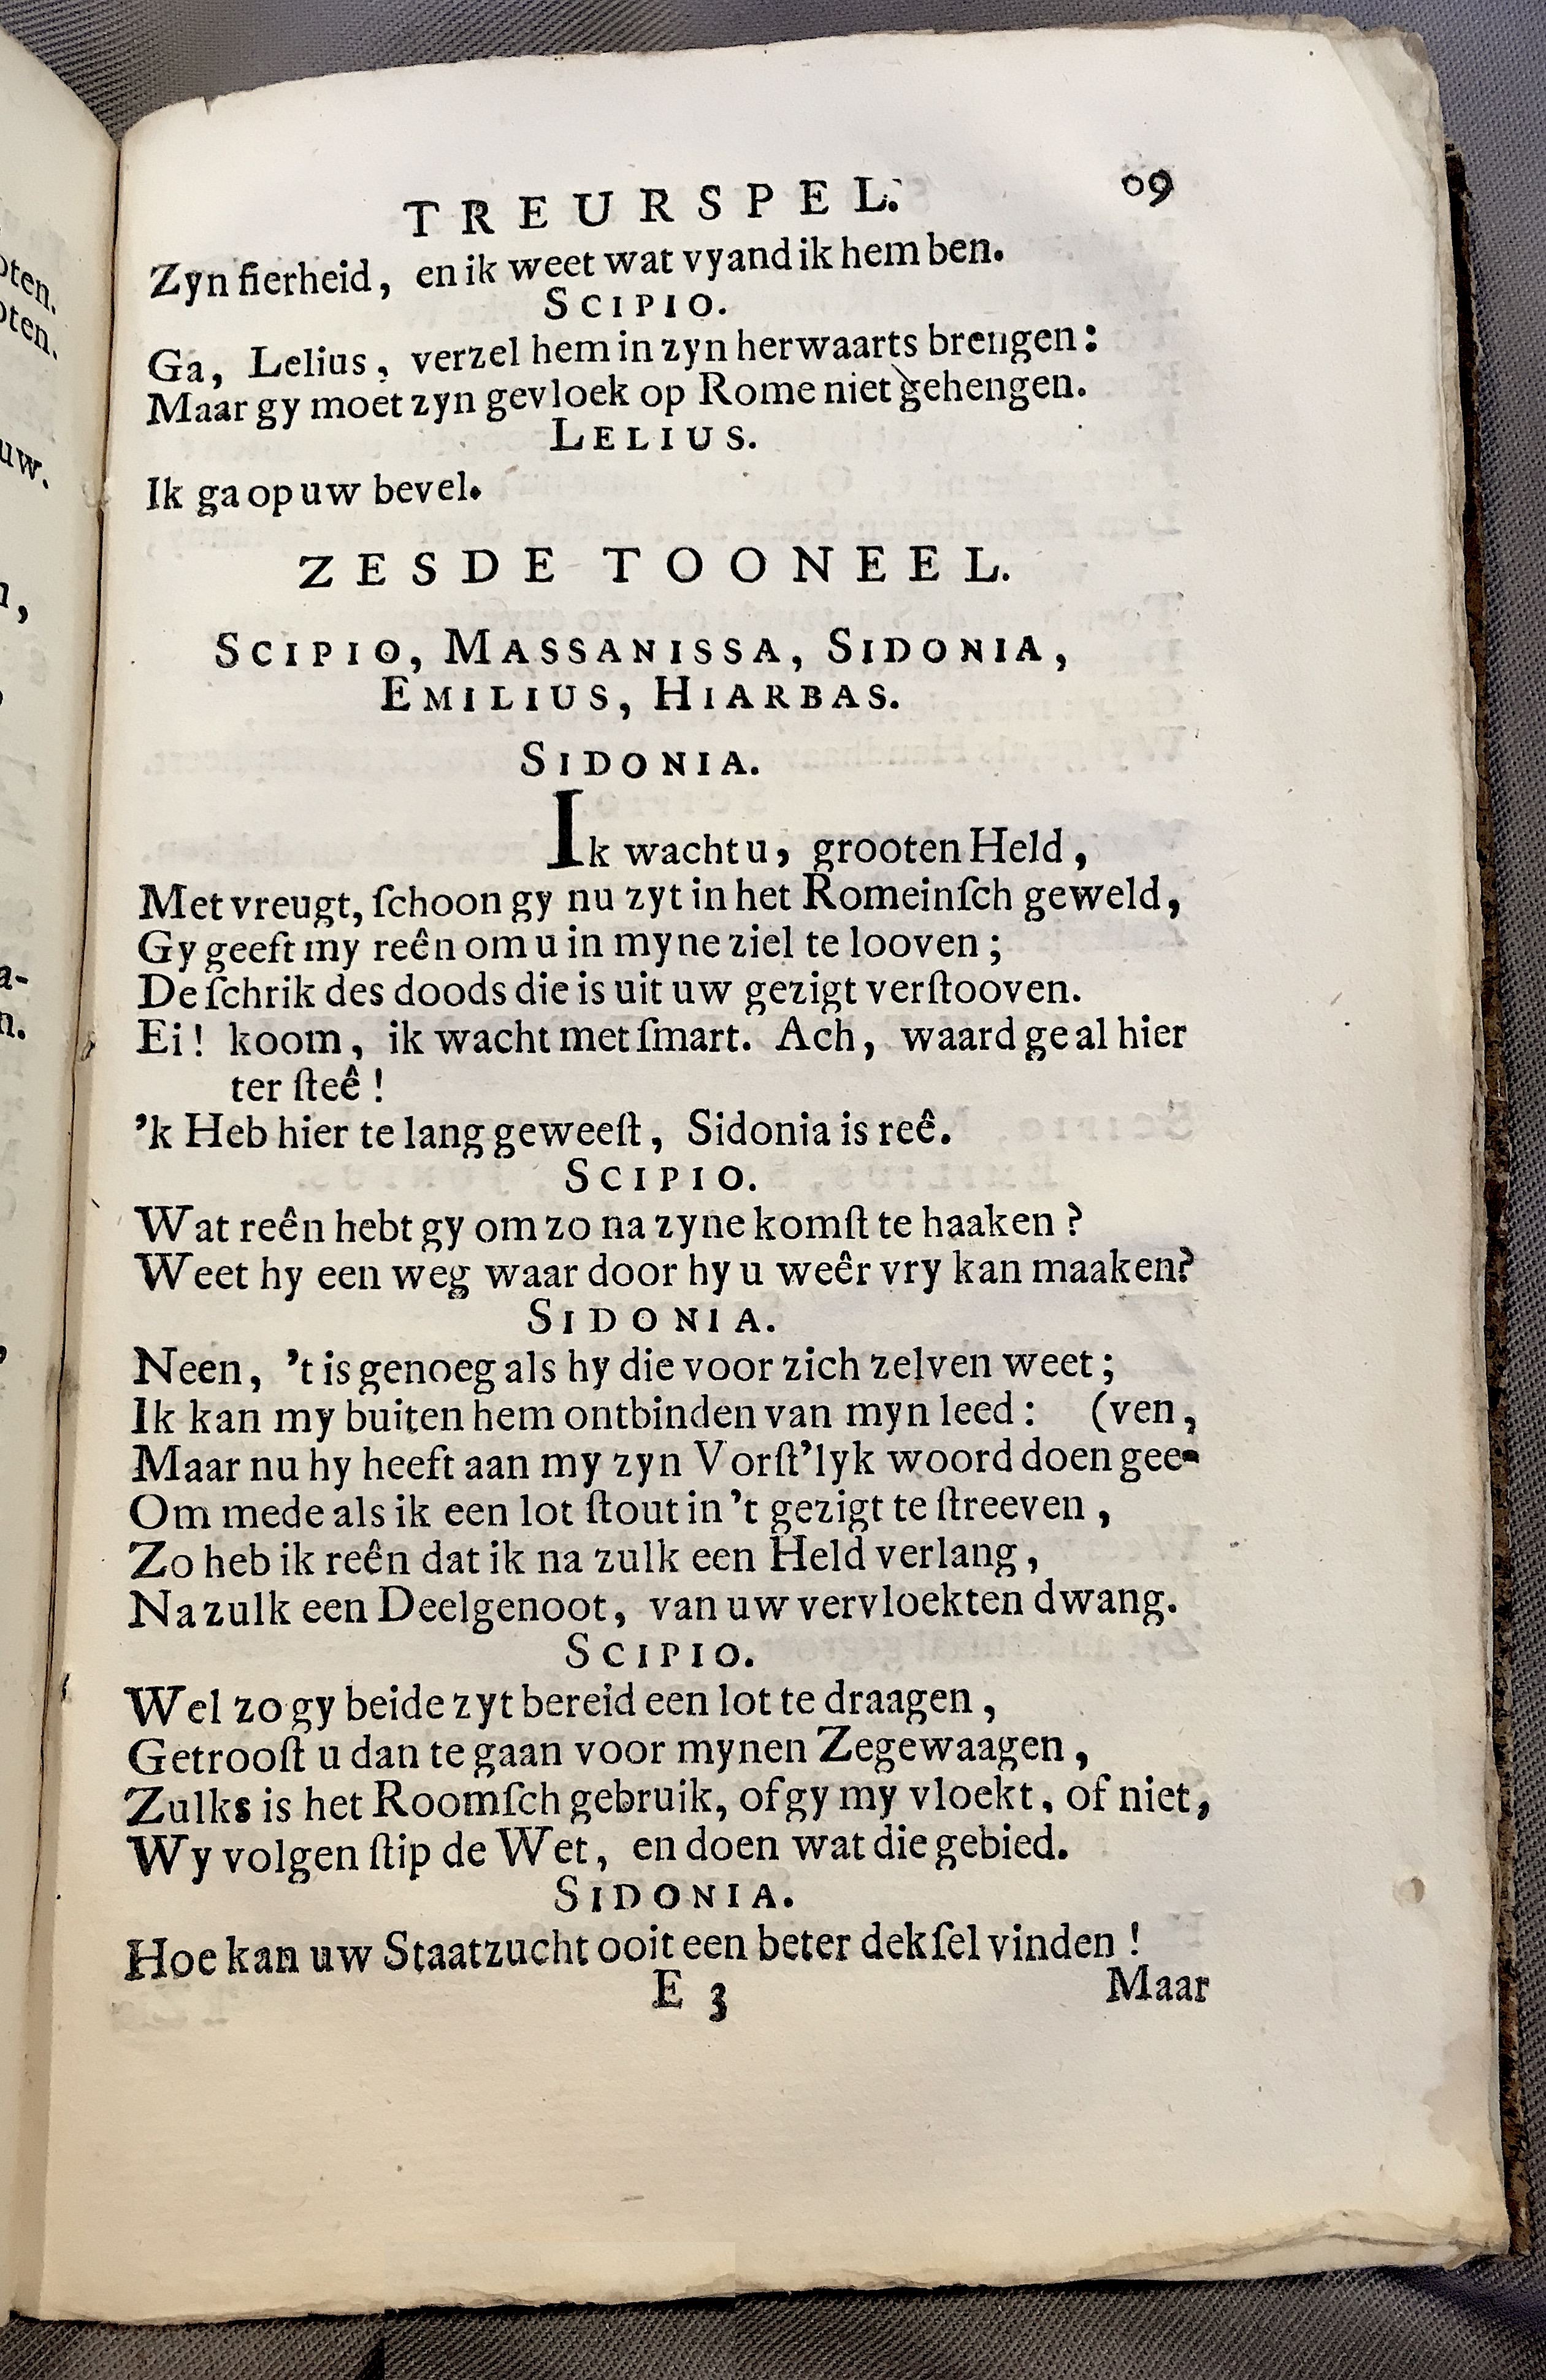 TREURSPEL. 09
Zyn fierheid, en ik weet wat vyand ik hem ben.
SCIPIO.
Ga, Lelius, verzel hem in zyn herwaarts brengen:
Maar gy moet zyn gevloek op Rome niet gehengen.
LELIUS.
Ik ga op uw bevel.
ZESDE TOONEEL.
SCIPIO, MASSANISSA, SIDONIA,
EMILIUS, HIARBAS.
SIDONIA.
Ik wacht u, grooten Held,
Met vreugt, ſchoon gy nu zyt in het Romeinſch geweld,
Gy geeft my reên om u in myne ziel te looven;
De ſchrik des doods die is uit uw gezigt verſtooven.
Ei! koom, ik wacht met ſmart. Ach, waard ge al hier
ter ſteê!
'k Heb hier te lang geweeſt, Sidonia is reê.
SCIPIO.
Wat reên hebt gy om zo na zyne komſt te haaken?
Weet hy een weg waar door hy u weêr vry kan maaken?
SIDONIA.
Neen, 't is genoeg als hy die voor zich zelven weet;
Ik kan my buiten hem ontbinden van myn leed: (ven,
Maar nu hy heeft aan my zyn Vorſt'lyk woord doen gee-
Om mede als ik een lot ſtout in 't gezigt te ſtreeven,
Zo heb ik reên dat ik na zulk een Held verlang,
Na zulk een Deelgenoot, van uw vervloekten dwang.
SCIPIO.
Wel zo gy beide zyt bereid een lot te draagen,
Getrooſt u dan te gaan voor mynen Zegewaagen,
Zulks is het Roomſch gebruik, of gy my vloekt, of niet,
Wy volgen ſtip de Wet, en doen wat die gebied.
SIDONIA.
Hoe kan uw Staatzucht ooit een beter dekſel vinden!
E 3 Maar
oten.
oten.
uw.
n,
a-
n.